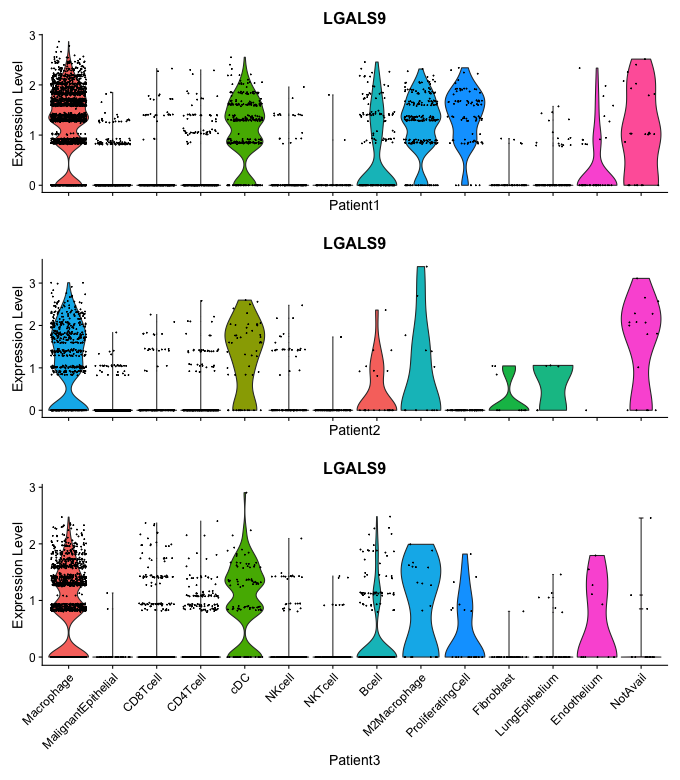 LGALS9
Expression Level
3
2
1
0
Patient1
LGALS9
Expression Level
3
2
1
0
Patient2
LGALS9
Expression Level
3
2
1
0
Macrophage
MalignantEpithelial
CD8Tcell
CD4Tcell
cDC
NKcell
NKTcell
Bcell
M2Macrophage
ProliferatingCell
Fibroblast
LungEpithelium
Endothelium
NotAvail
Patient3